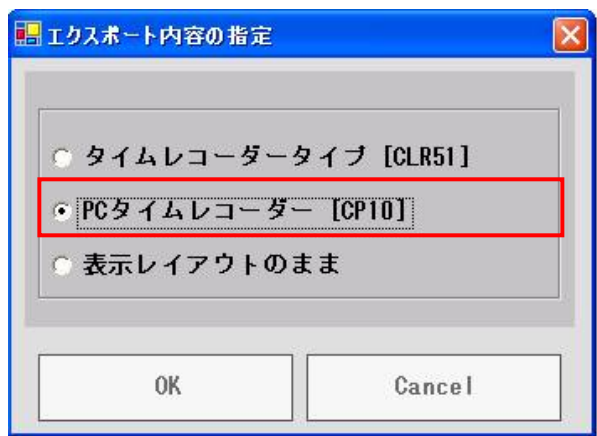 エクスポート内容の指定
タイムレコーダータイプ [CLR51]
PCタイムレコーダー [CP10]
表示レイアウトのまま
OK
Cancel